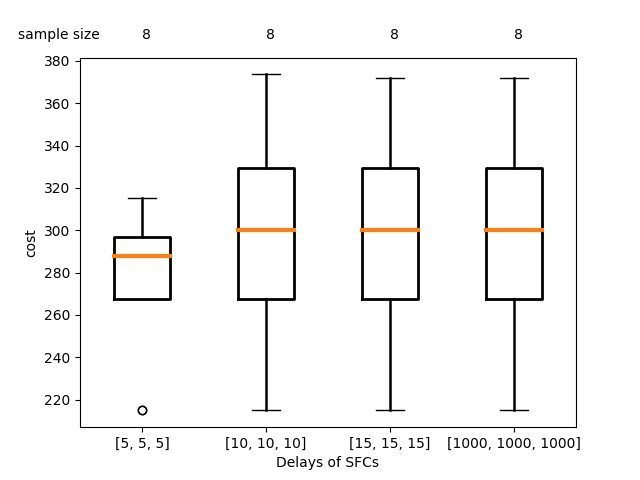 sample size 8 8 8 8
380
360
340
320
300
280
260
240
220
cost
[5, 5, 5] [10, 10, 10] [15, 15, 15] [1000, 1000, 1000]
Delays of SFCs